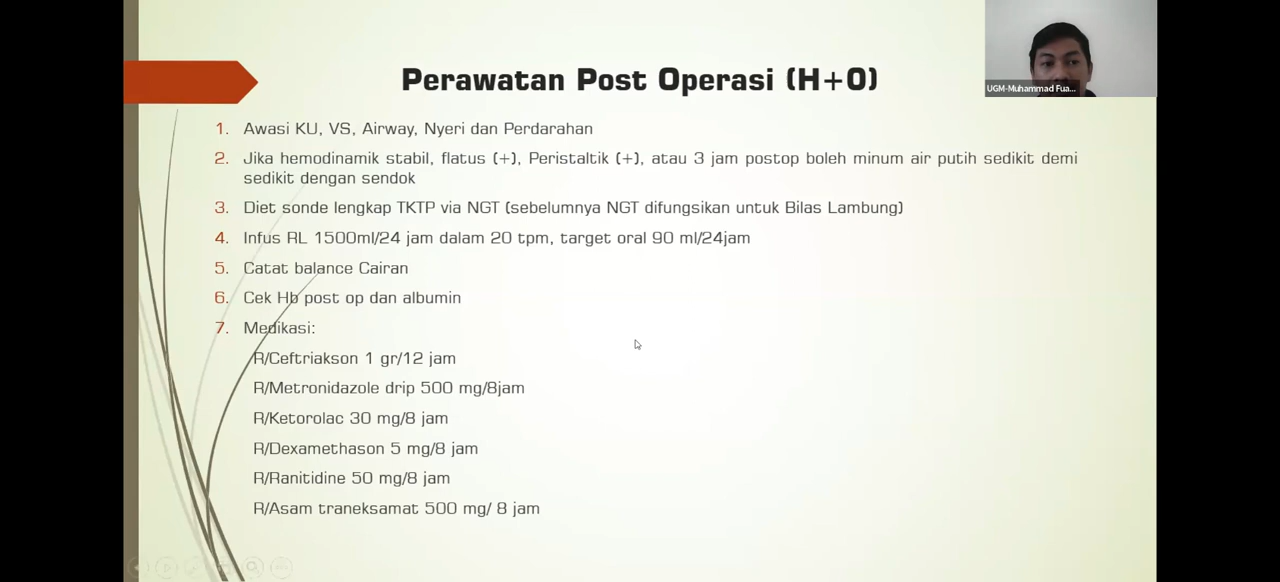 Perawatan Post Operasi (H+0)
UGM-Muhammad Fua...
1. Awasi KU, VS, Airway, Nyeri dan Perdarahan
2. Jika hemodinamik stabil, flatus (+), Peristaltik (+), atau 3 jam postop boleh minum air putih sedikit demi
sedikit dengan sendok
3. Diet sonde lengkap TKTP via NGT (sebelumnya NGT difungsikan untuk Bilas Lambung)
4. Infus RL 1500ml/24 jam dalam 20 tpm, target oral 90 ml/24jam
5. Catat balance Cairan
6. Cek Hb post op dan albumin
7. Medikasi:
R/Ceftriakson 1 gr/12 jam
R/Metronidazole drip 500 mg/8jam
R/Ketorolac 30 mg/8 jam
R/Dexamethason 5 mg/8 jam
R/Ranitidine 50 mg/8 jam
R/Asam traneksamat 500 mg/ 8 jam